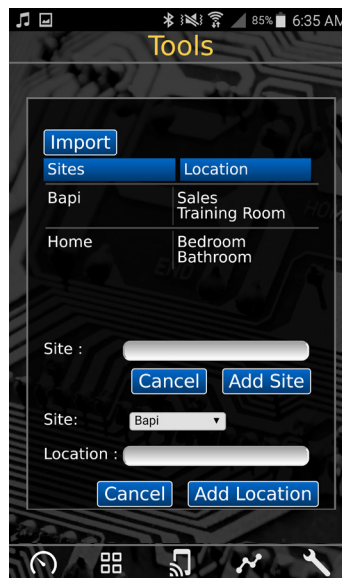 85% 6:35 AM
Tools
Import
Sites Location
Bapi Sales
Training Room
Home Bedroom
Bathroom
Site :
Cancel Add Site
Site: Bapi
Location :
Cancel Add Location